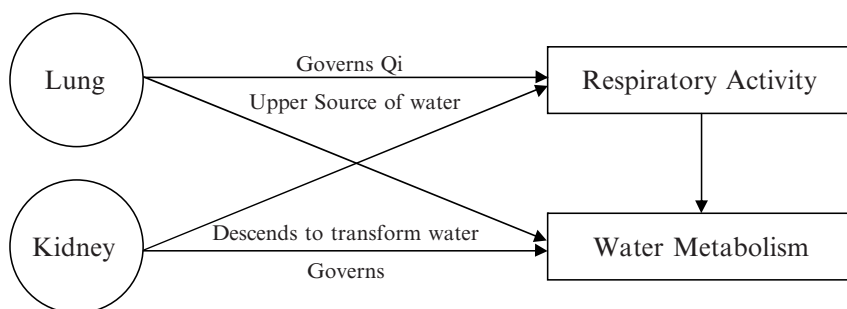 Lung
Governs Qi
Respiratory Activity
Upper Source of water
Kidney
Descends to transform water
Water Metabolism
Governs